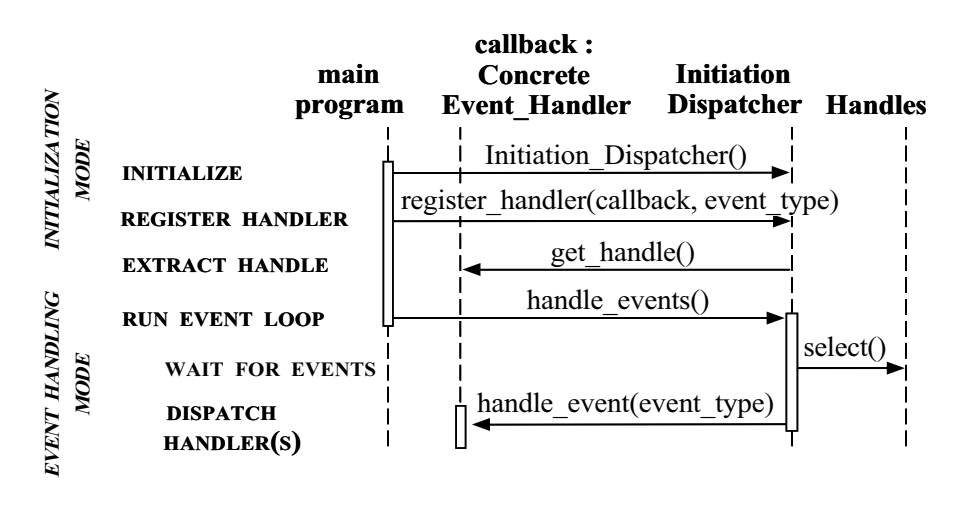 callback :
main
Concrete
Initiation
program
Event_Handler
Dispatcher
Handles
INITIALIZATION
MODE
INITIALIZE
Initiation_Dispatcher()
REGISTER HANDLER
register_handler(callback, event_type)
EXTRACT HANDLE
get_handle()
EVENT HANDLING
MODE
RUN EVENT LOOP
handle_events()
WAIT FOR EVENTS
select()
DISPATCH
HANDLER(S)
handle_event(event_type)